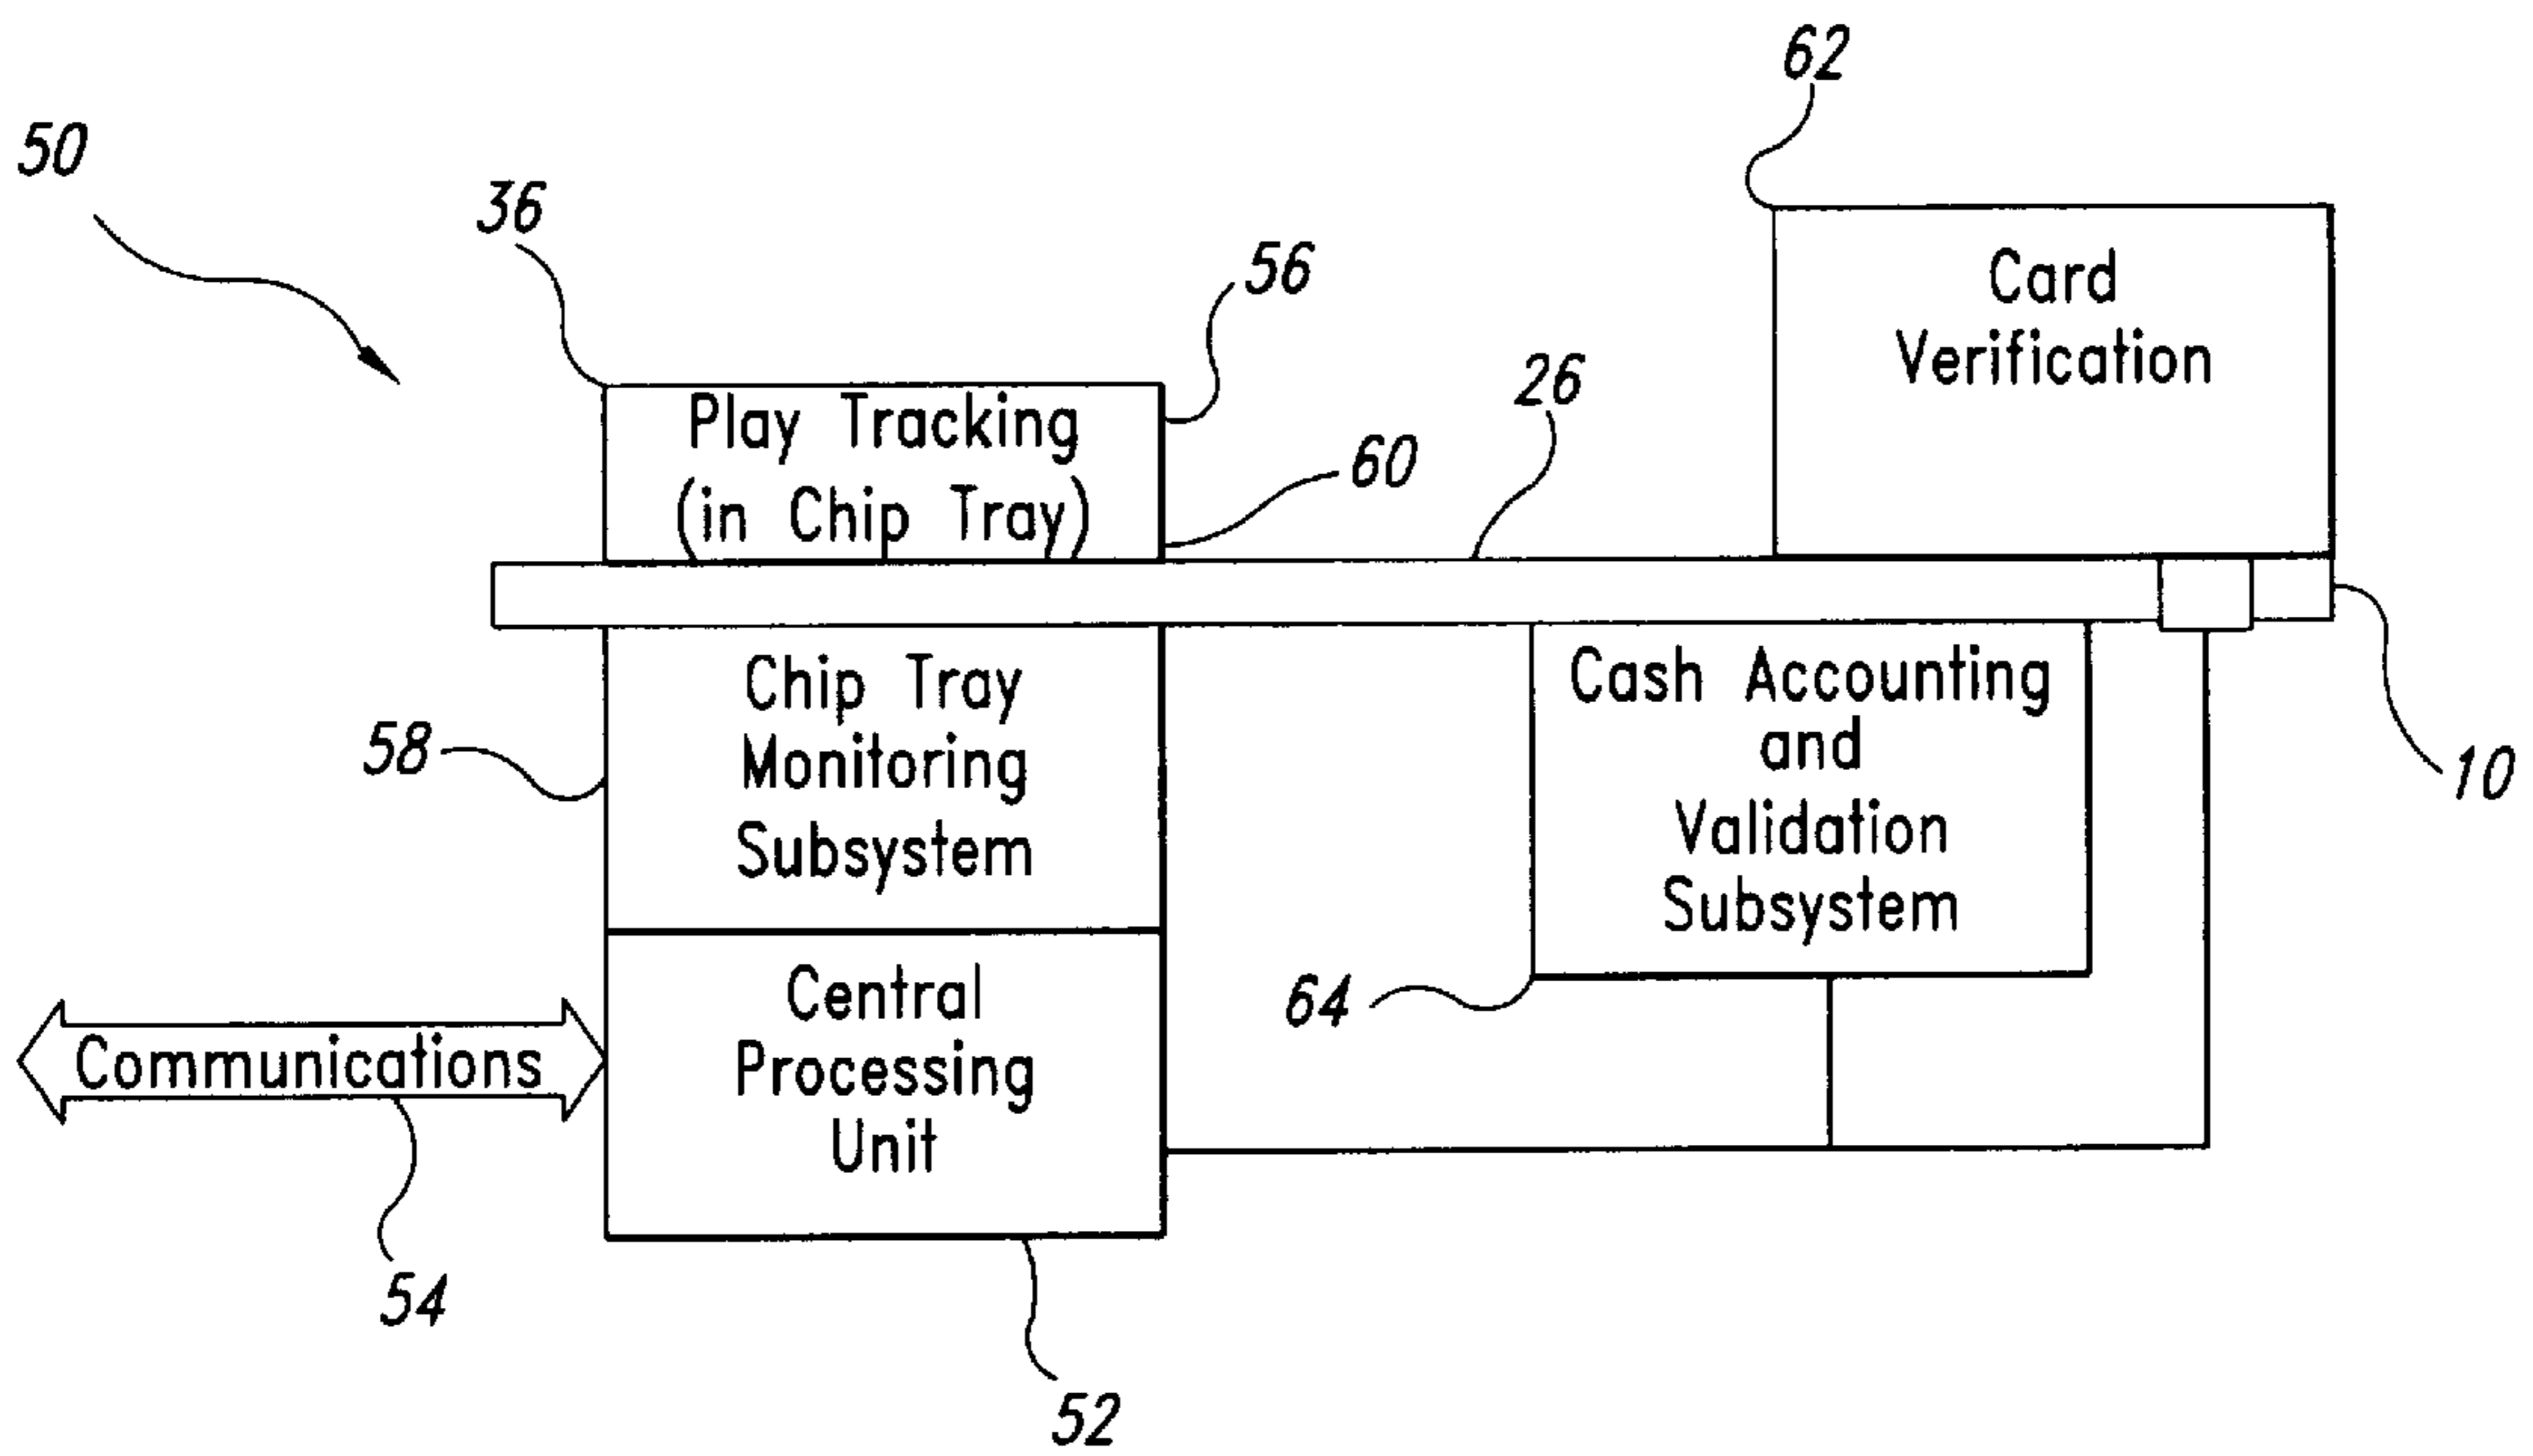 62
50
36
56
Card
Verification
26
Play Tracking
(in Chip Tray)
60
Chip Tray
Monitoring
Subsystem
58
Cash Accounting
and
Validation
Subsystem
10
64
Central
Processing
Unit
Communications
54
52